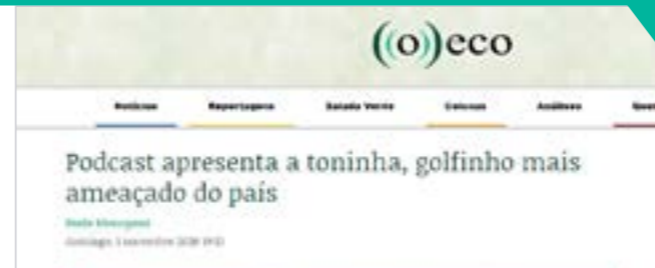 ((o))eco
Notícias Reportagens Salada Verde Colunas Análises
Podcast apresenta a toninha, golfinho mais
ameaçado do país